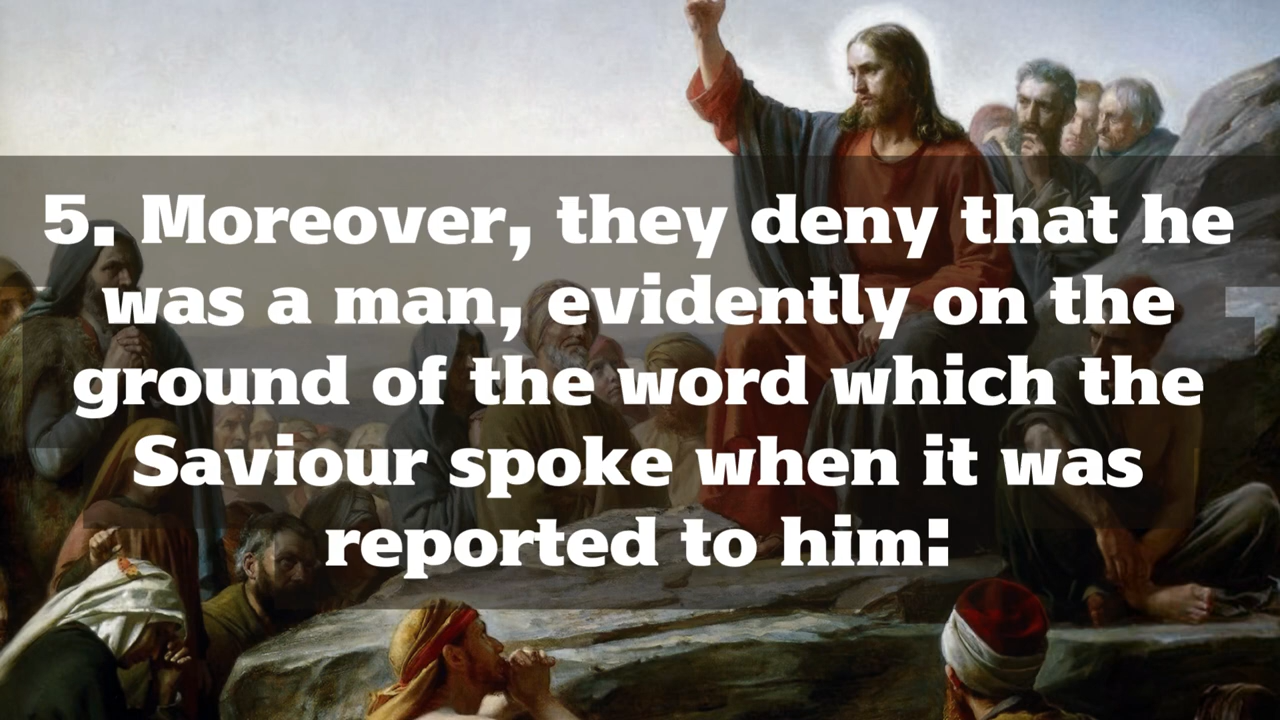 5. Moreover, they deny that he
was a man, evidently on the
ground of the word which the
Saviour spoke when it was
reported to him: